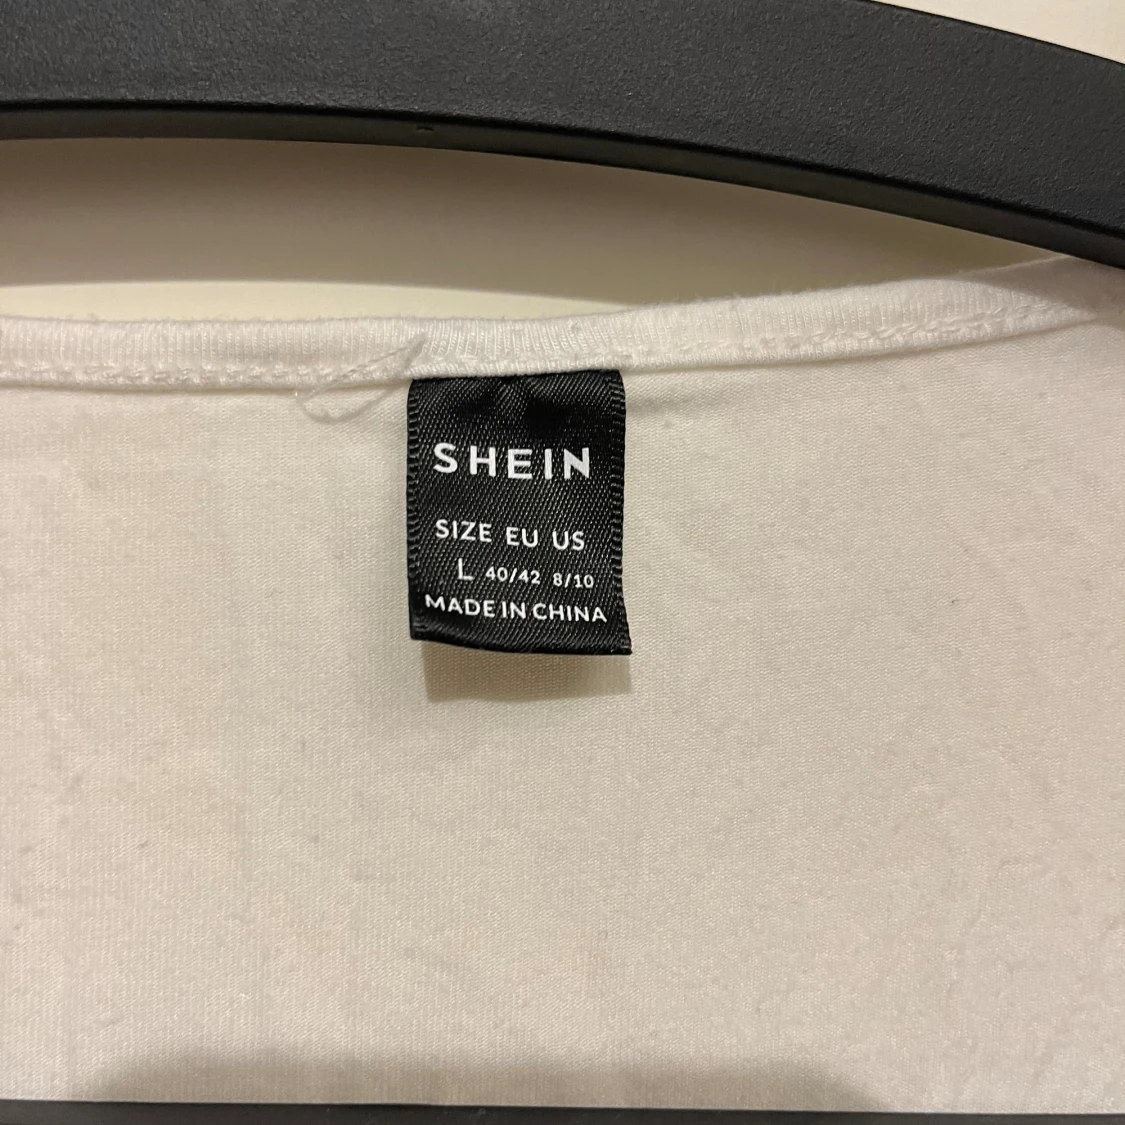 SHEIN
SIZE EU US
L 40/42 8/10
MADE IN CHINA